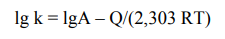 lg k = lgA – Q/(2,303 RT)